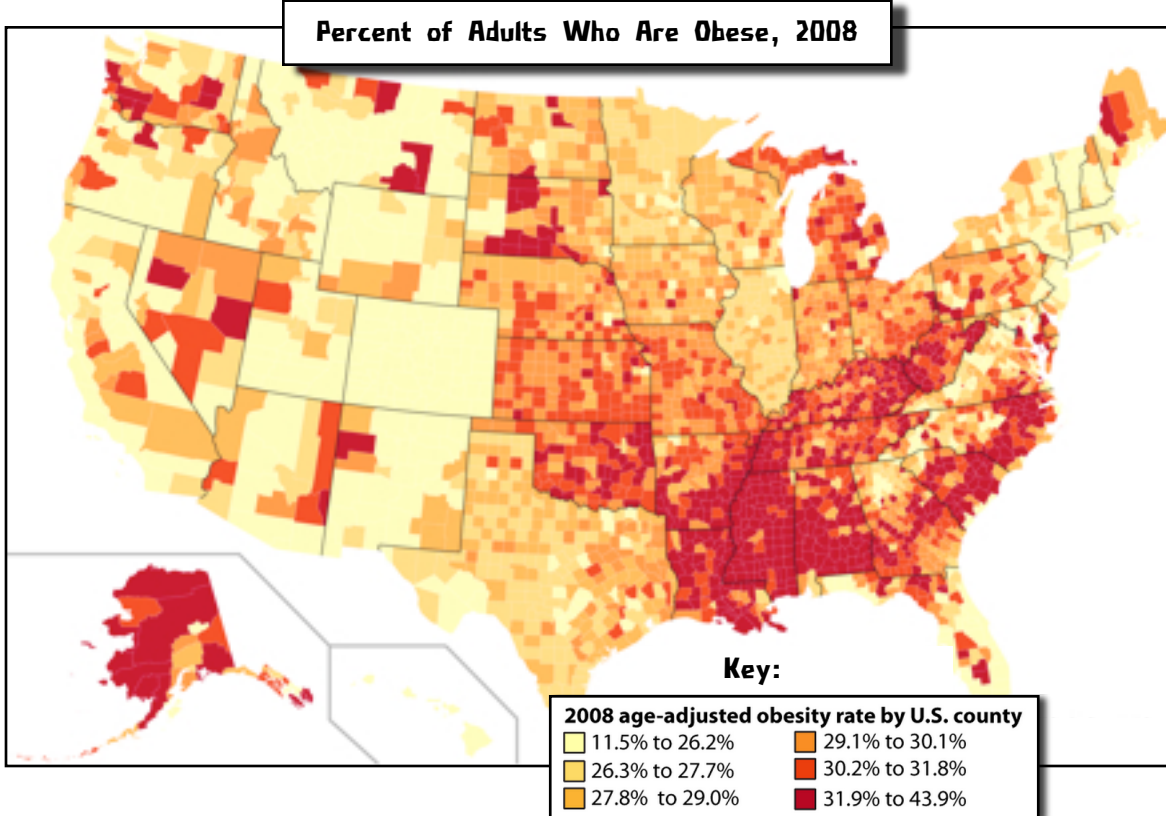 Percent of Adults Who Are Obese, 2008
Key:
2008 age-adjusted obesity rate by U.S. county
11.5% to 26.2%
26.3% to 27.7%
27.8% to 29.0%
29.1% to 30.1%
30.2% to 31.8%
31.9% to 43.9%